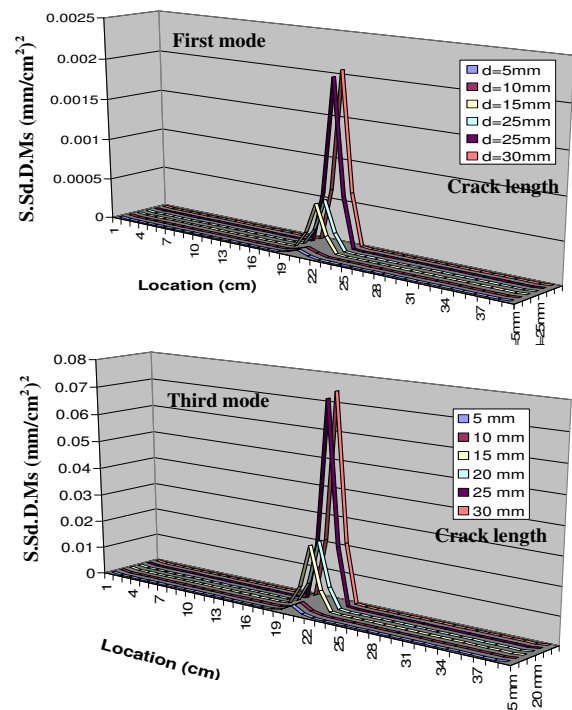 0.0025
0.002
0.0015
0.001
0.0005
0
S.Sd.D.Ms (mm/cm)²
First mode
d=5mm
d=10mm
d=15mm
d=25mm
d=25mm
d=30mm
Crack length
1
4
7
10
13
16
19
22
25
28
31
34
37
Location (cm)
=5mm
=25mm
0.08
0.07
0.06
0.05
0.04
0.03
0.02
0.01
0
S.Sd.D.Ms (mm/cm)²
Third mode
5 mm
10 mm
15 mm
20 mm
25 mm
30 mm
Crack length
1
4
7
10
13
16
19
22
25
28
31
34
37
Location (cm)
5 mm
20 mm